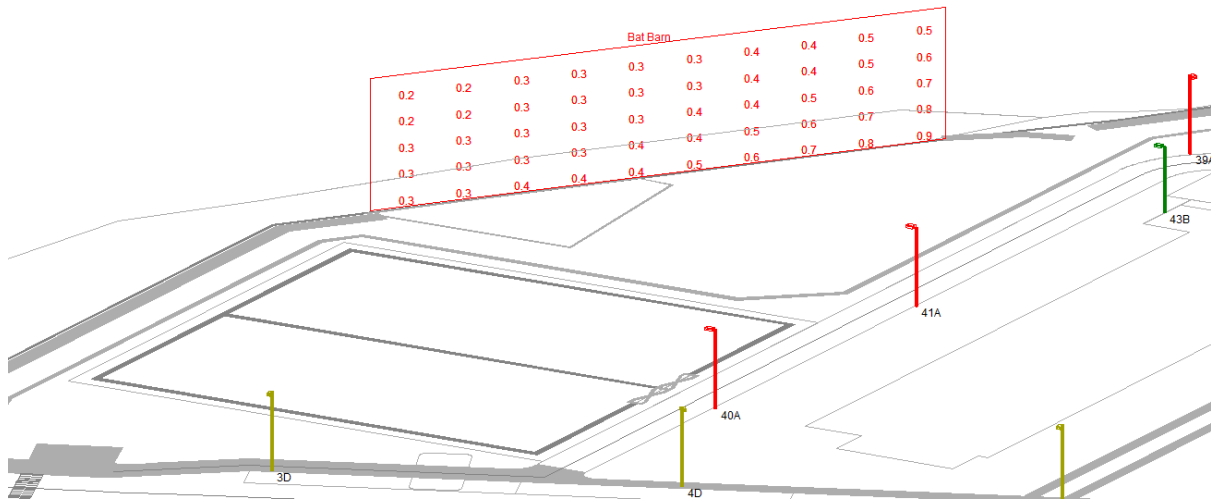 Bat Barn
0.2 0.2 0.3 0.3 0.3 0.3 0.4 0.4 0.5 0.5
0.2 0.2 0.3 0.3 0.3 0.3 0.4 0.4 0.5 0.6
0.3 0.3 0.3 0.3 0.3 0.4 0.4 0.5 0.6 0.7
0.3 0.3 0.3 0.3 0.4 0.4 0.5 0.6 0.7 0.8
0.3 0.3 0.4 0.4 0.4 0.5 0.6 0.7 0.8 0.9
39A
43B
41A
40A
3D
4D